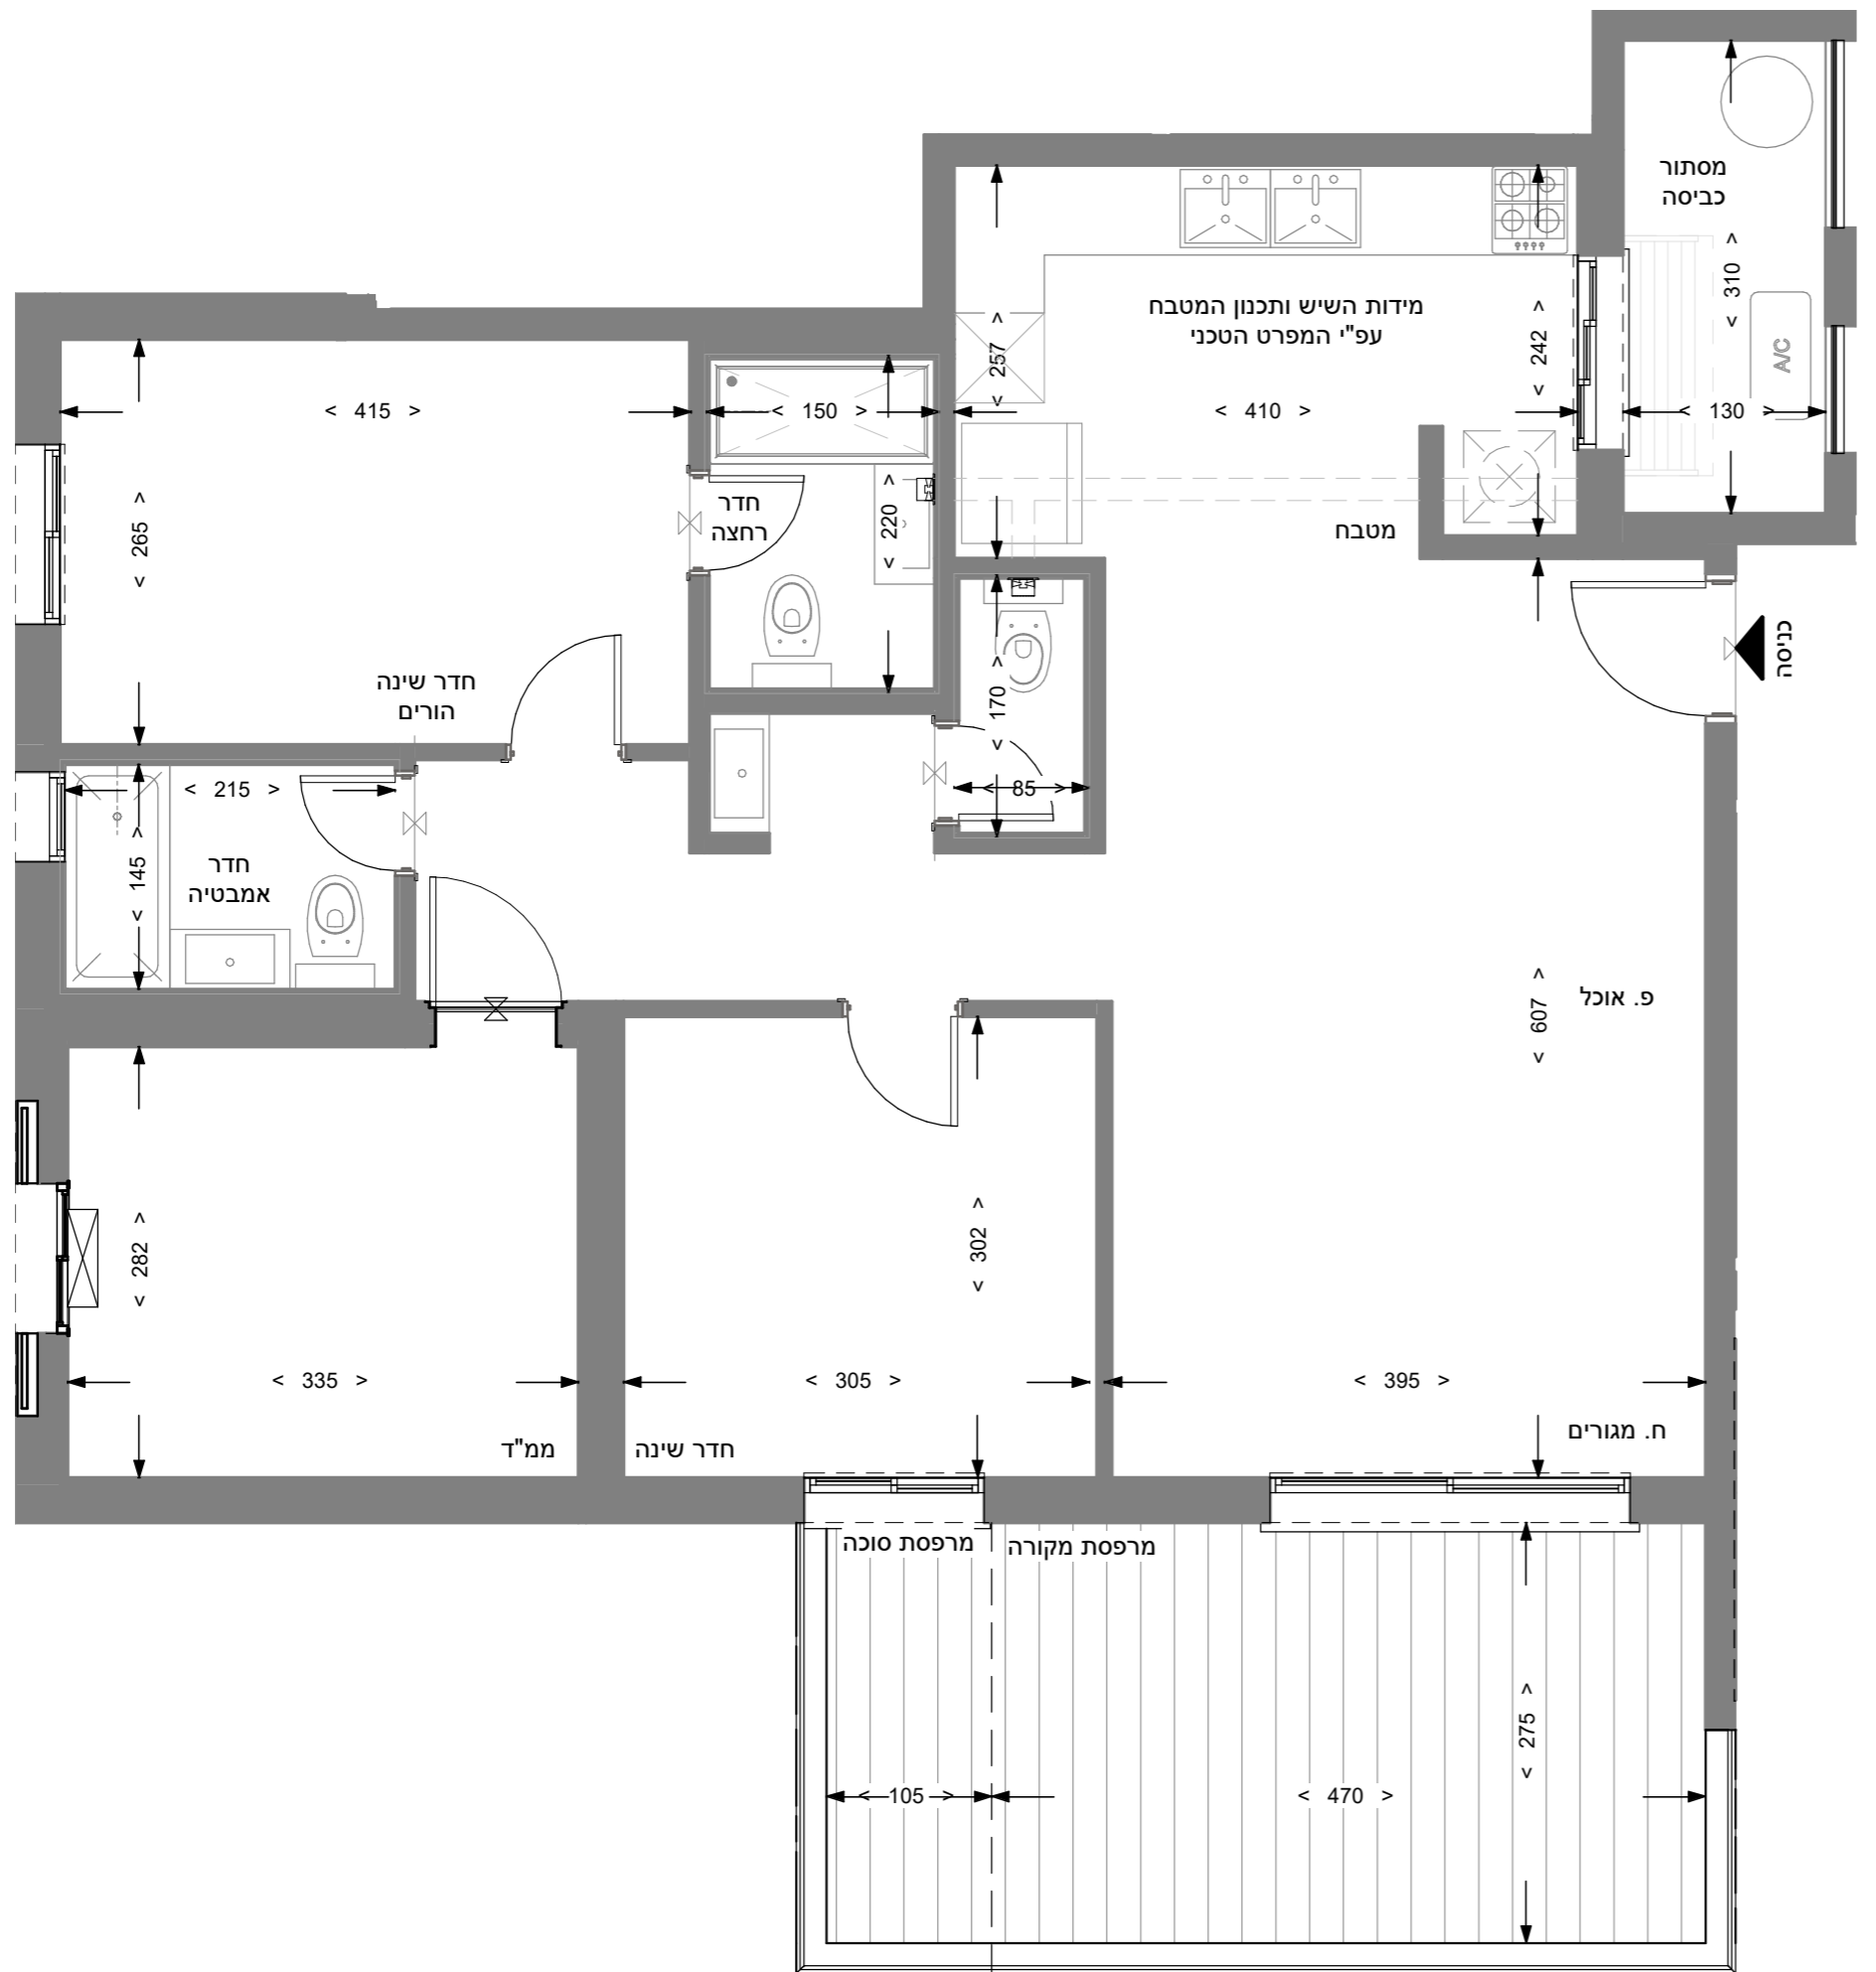 מסתור
כביסה
< 310 >
A/C
< 130 >
מידות השיש ותכנון המטבח
עפ"י המפרט הטכני
< 257 >
< 242 >
< 410 >
מטבח
< 415 >
< 150 >
< 265 >
חדר
רחצה
< 220 >
כניסה
חדר שינה
הורים
< 170 >
< 85 >
< 215 >
< 145 >
חדר
אמבטיה
פ. אוכל
< 607 >
< 282 >
< 302 >
< 335 >
< 305 >
< 395 >
ח. מגורים
חדר שינה
ממ"ד
מרפסת מקורה
מרפסת סוכה
< 275 >
< 105 >
< 470 >